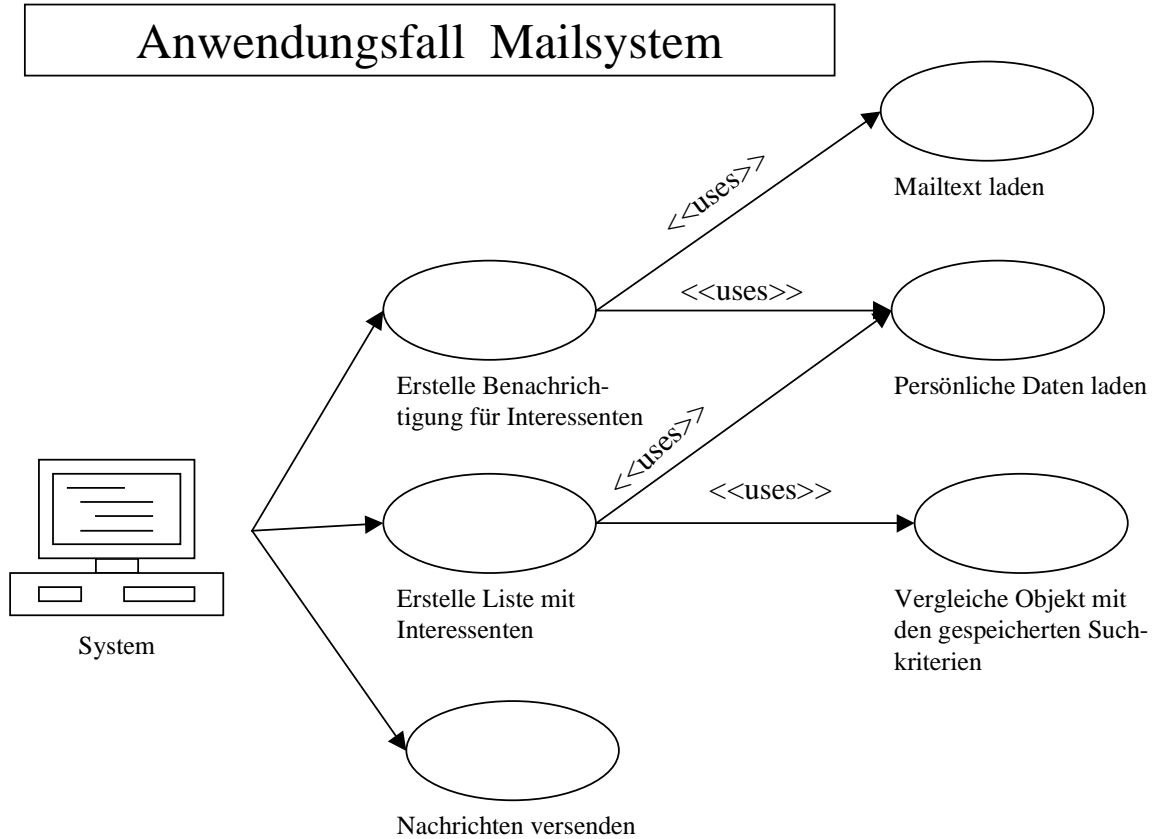 Anwendungsfall Mailsystem
<<uses>>
Mailtext laden
<<uses>>
Erstelle Benachrich-
tigung für Interessenten
Persönliche Daten laden
<<uses>>
<<uses>>
System
Erstelle Liste mit
Interessenten
Vergleiche Objekt mit
den gespeicherten Such-
kriterien
Nachrichten versenden